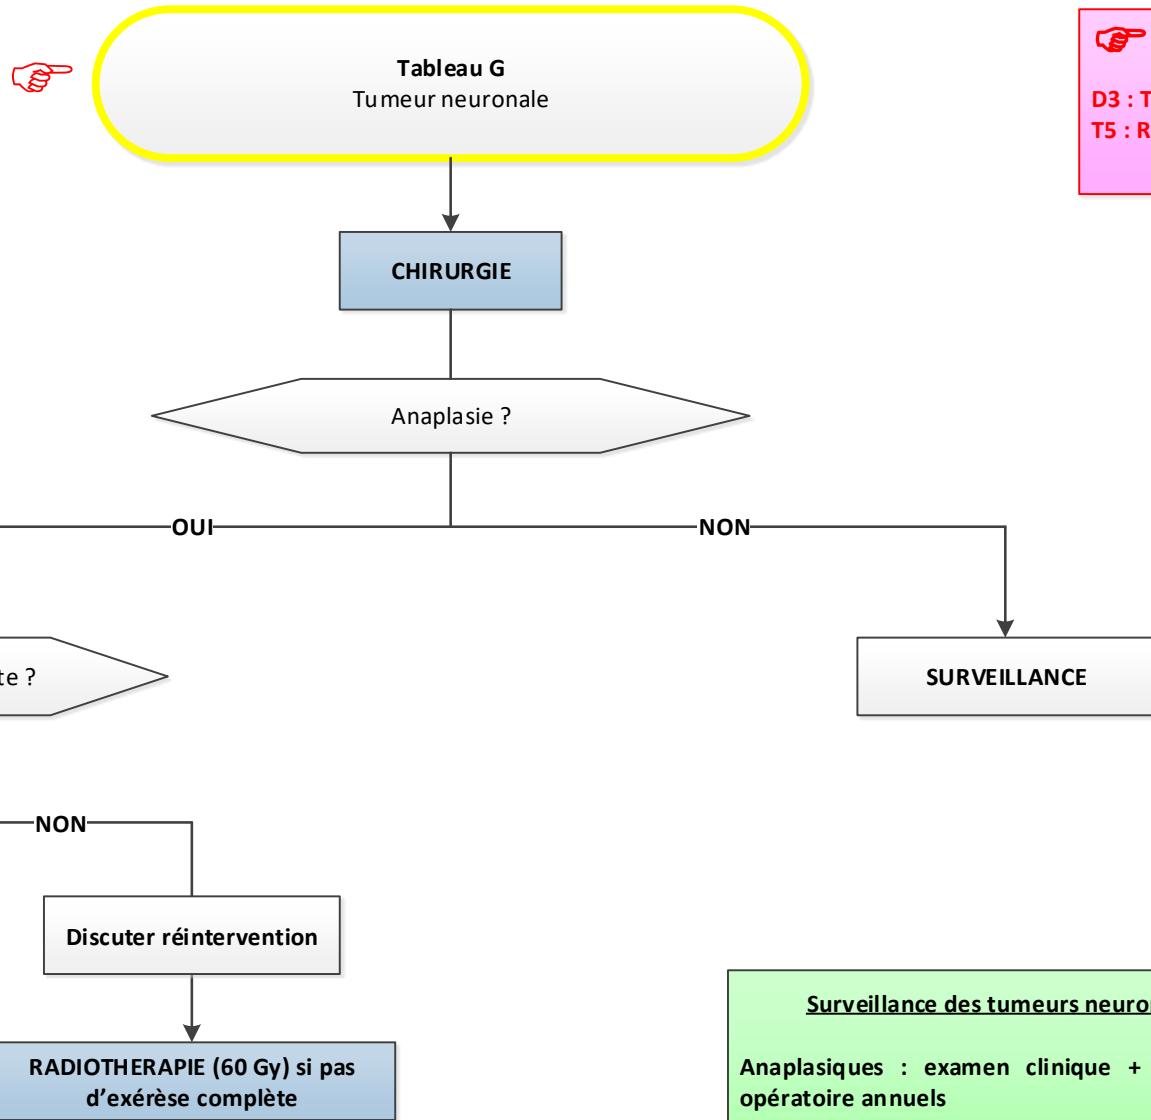 Tableau G
Tumeur neuronale
D3 : T
T5 : R
CHIRURGIE
Anaplasie ?
OUI
NON
te ?
SURVEILLANCE
NON
Discuter réintervention
RADIOTHERAPIE (60 Gy) si pas
d’exérèse complète
Surveillance des tumeurs neuro
Anaplasiques : examen clinique +
opératoire annuels